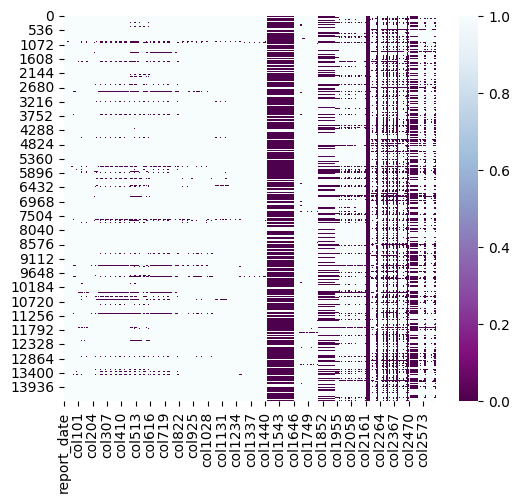 0
536
1072
1608
2144
2680
3216
3752
4288
4824
5360
5896
6432
6968
7504
8040
8576
9112
9648
10184
10720
11256
11792
12328
12864
13400
13936
1.0
0.8
0.6
0.4
0.2
0.0
report_date
col101
col204
col307
col410
col513
col616
col719
col822
col925
col1028
col1131
col1234
col1337
col1440
col1543
col1646
col1749
col1852
col1955
col2058
col2161
col2264
col2367
col2470
col2573